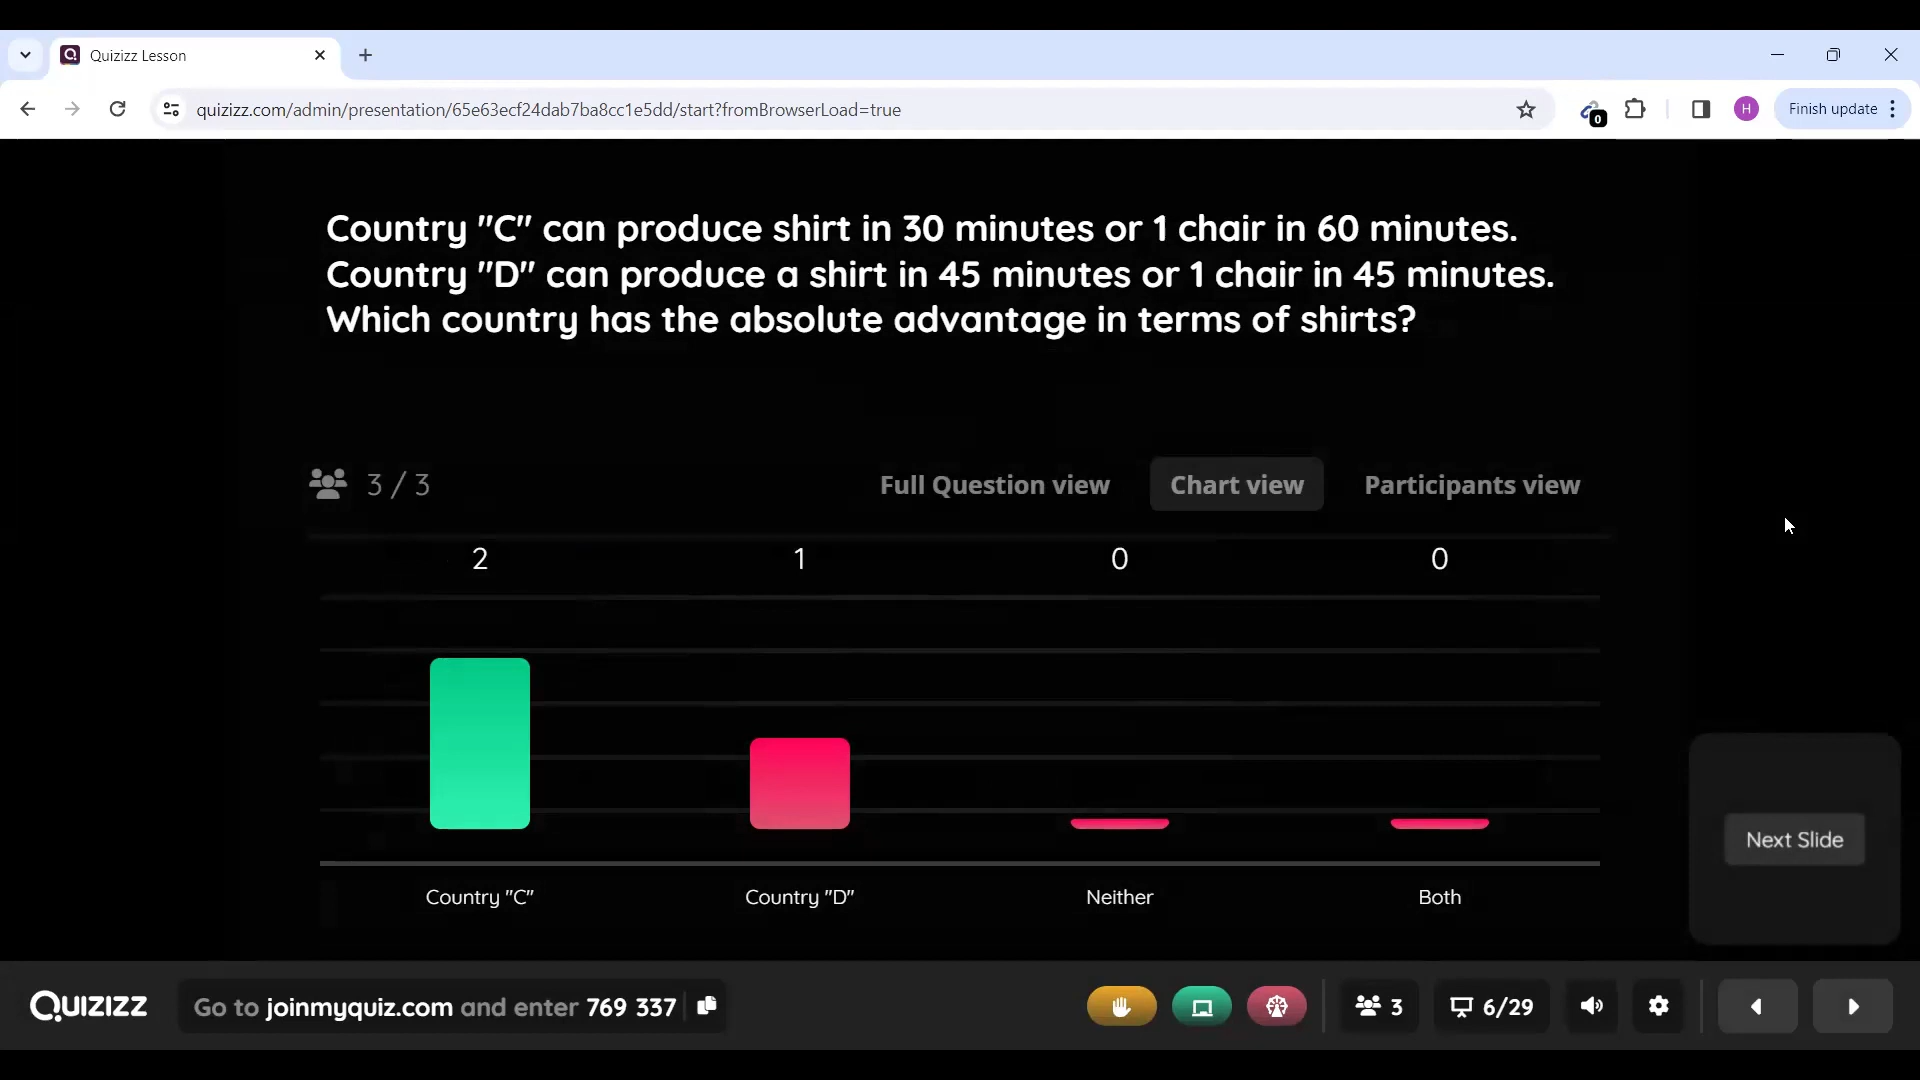 Quizizz Lesson
quizizz.com/admin/presentation/65e63ecf24dab7ba8cc1e5dd/start?fromBrowserLoad=true
0
H
Finish update
Country "C" can produce shirt in 30 minutes or 1 chair in 60 minutes.
Country "D" can produce a shirt in 45 minutes or 1 chair in 45 minutes.
Which country has the absolute advantage in terms of shirts?
3 / 3
Full Question view
Chart view
Participants view
2
1
0
0
Country "C"
Country "D"
Neither
Both
Next Slide
QUIZIZZ
Go to joinmyquiz.com and enter 769 337
3
6/29